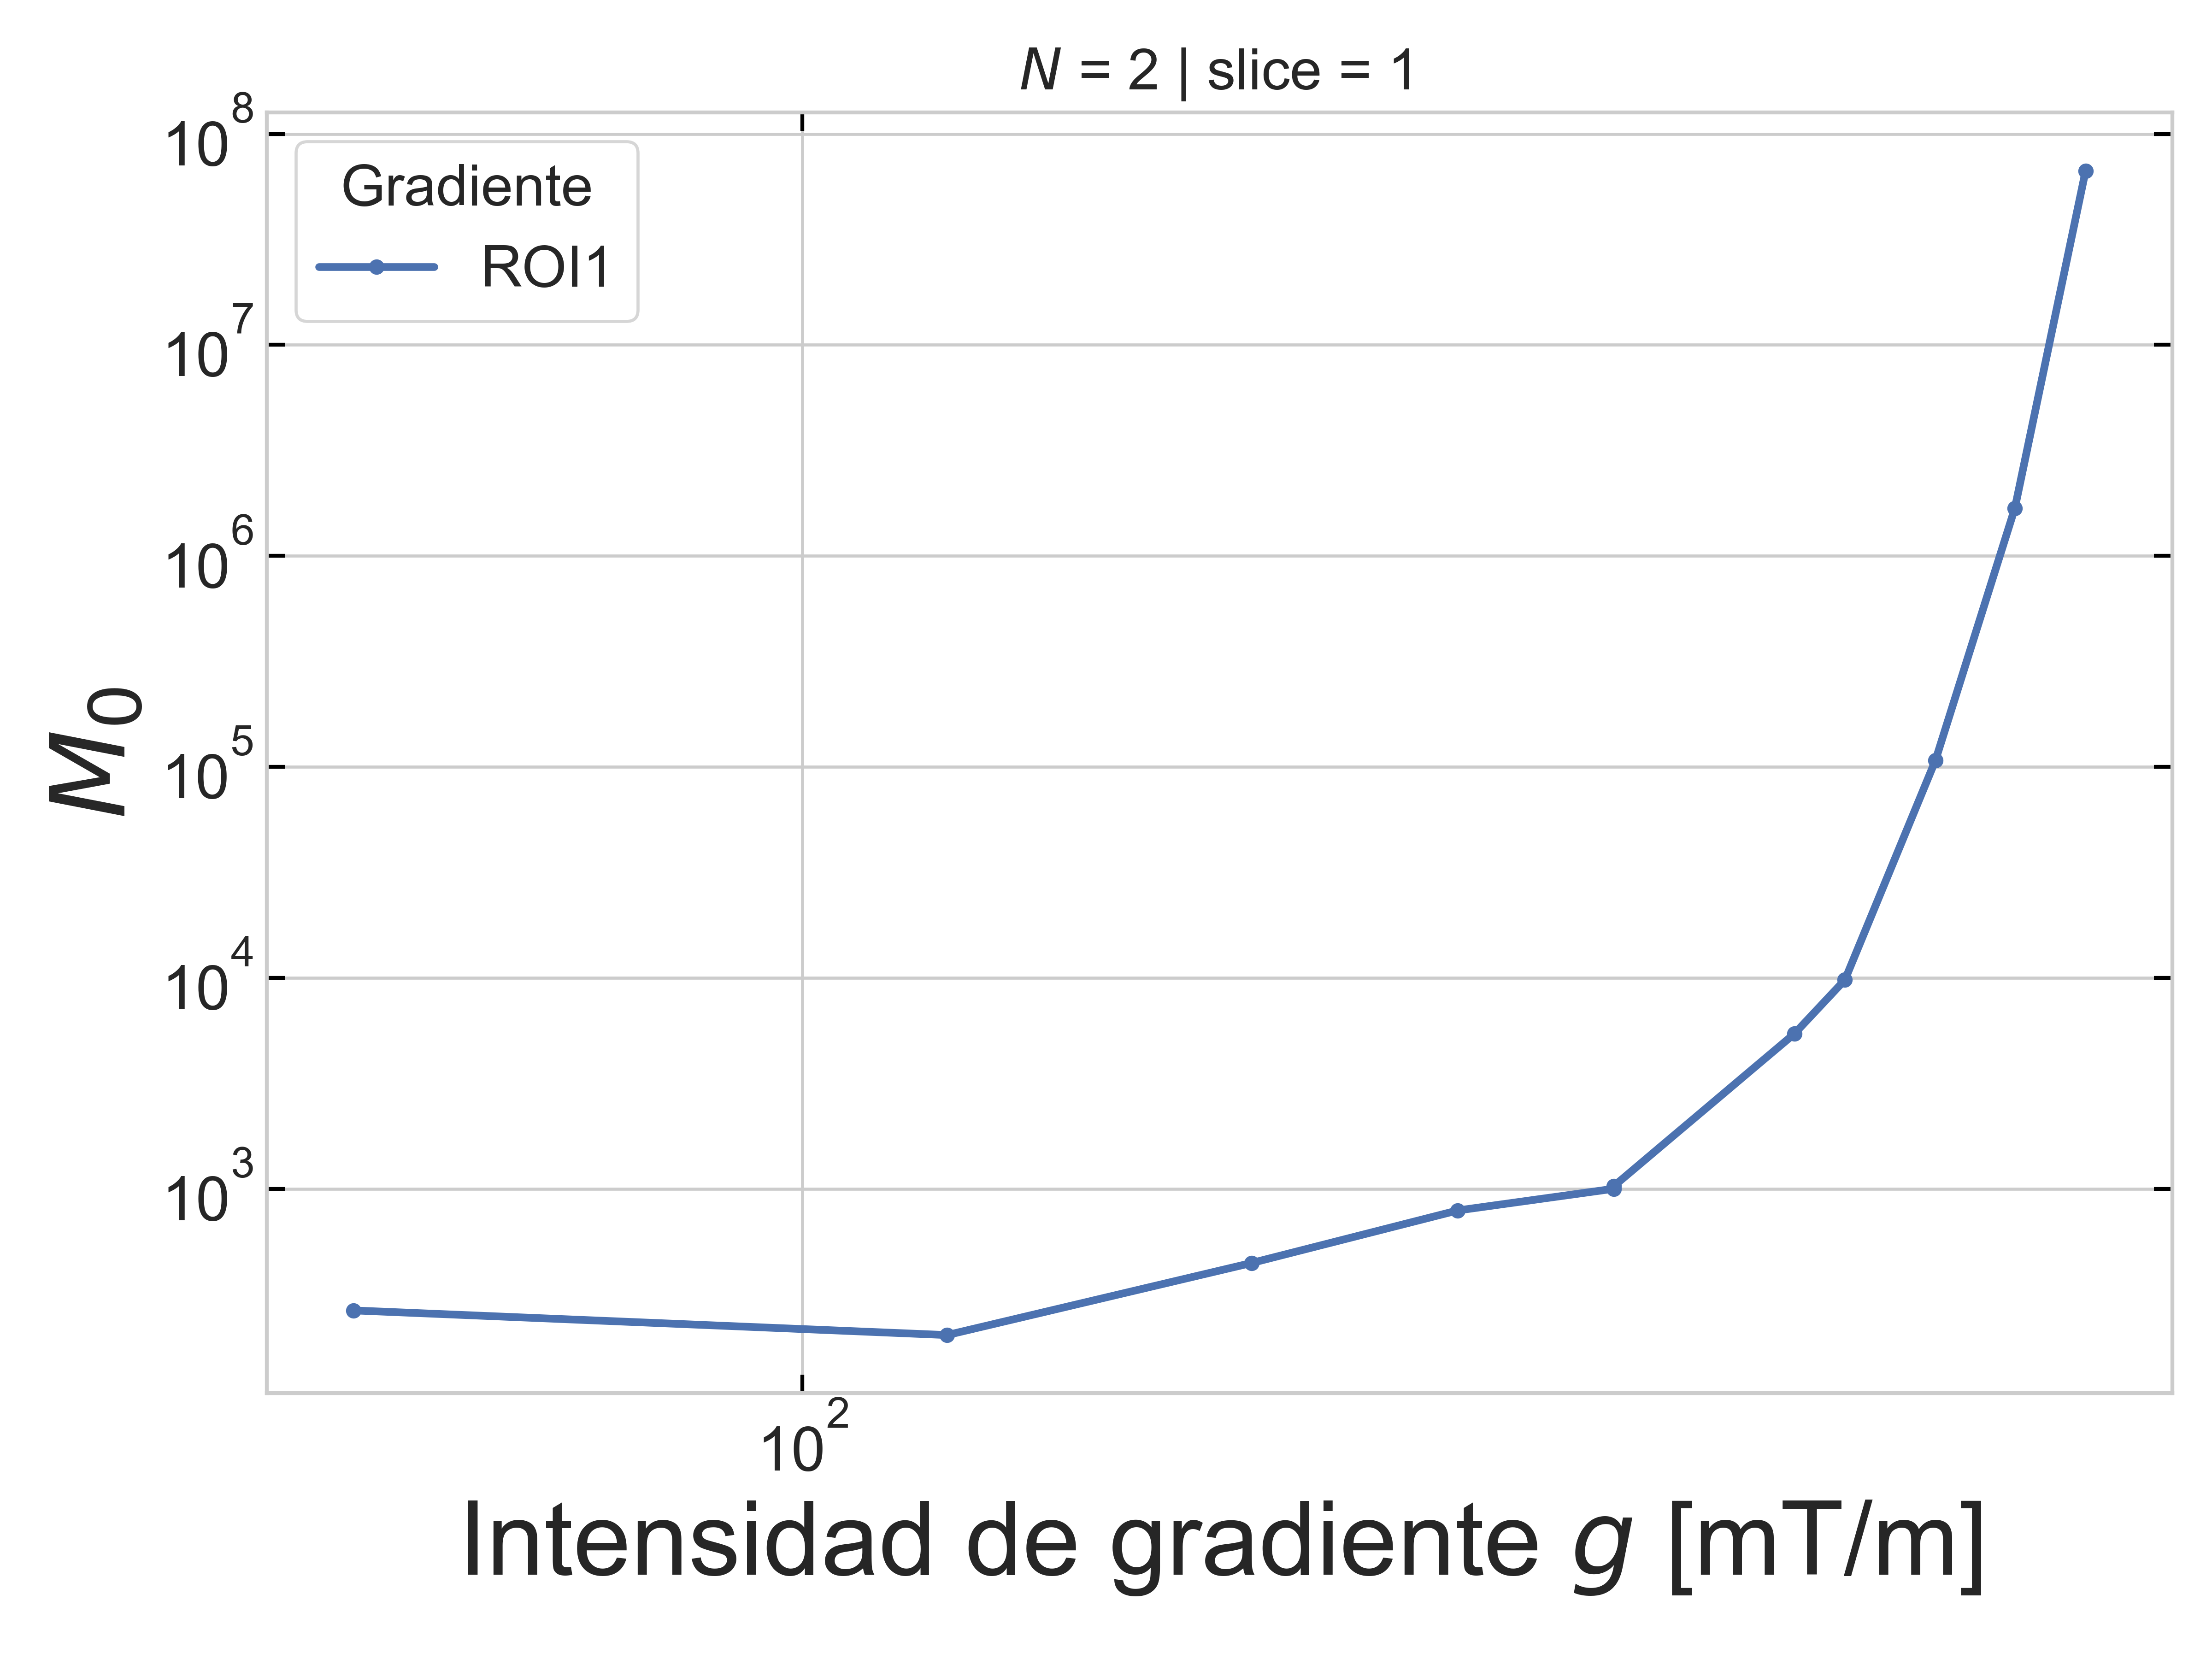 N = 2 | slice = 1
Gradiente
ROI1
10^8
10^7
10^6
10^5
10^4
10^3
M_0
10^2
Intensidad de gradiente g [mT/m]